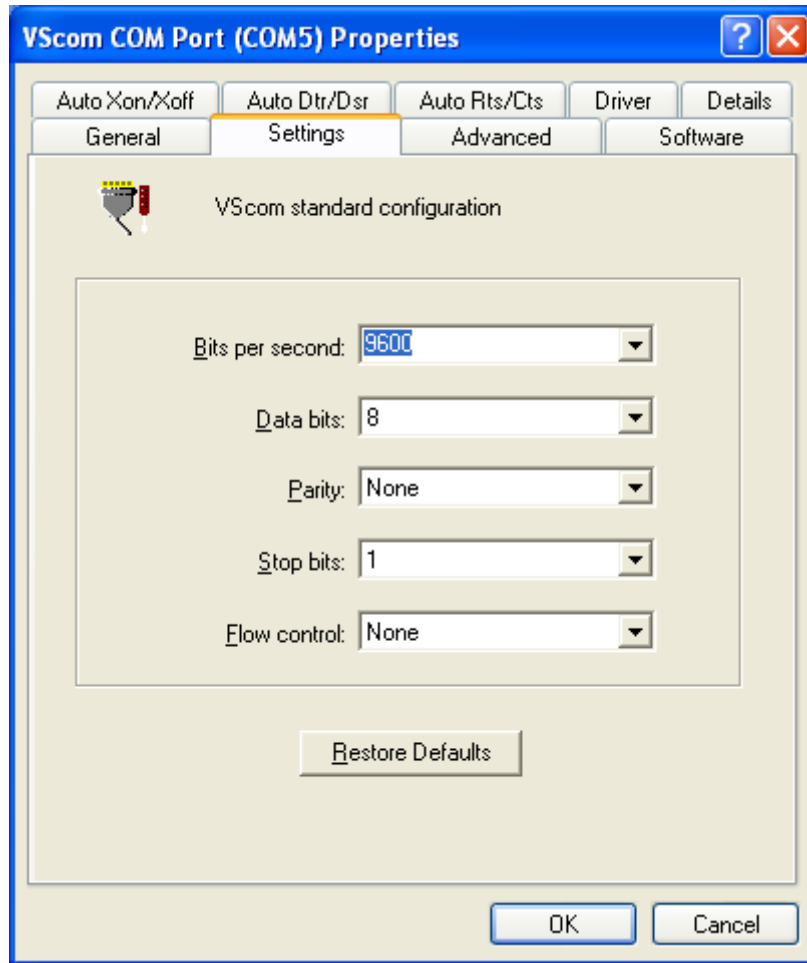 VScom COM Port (COM5) Properties
?
Auto Xon/Xoff Auto Dtr/Dsr Auto Rts/Cts Driver Details
General Settings Advanced Software
VScom standard configuration
Bits per second: 9600
Data bits: 8
Parity: None
Stop bits: 1
Flow control: None
Restore Defaults
OK Cancel